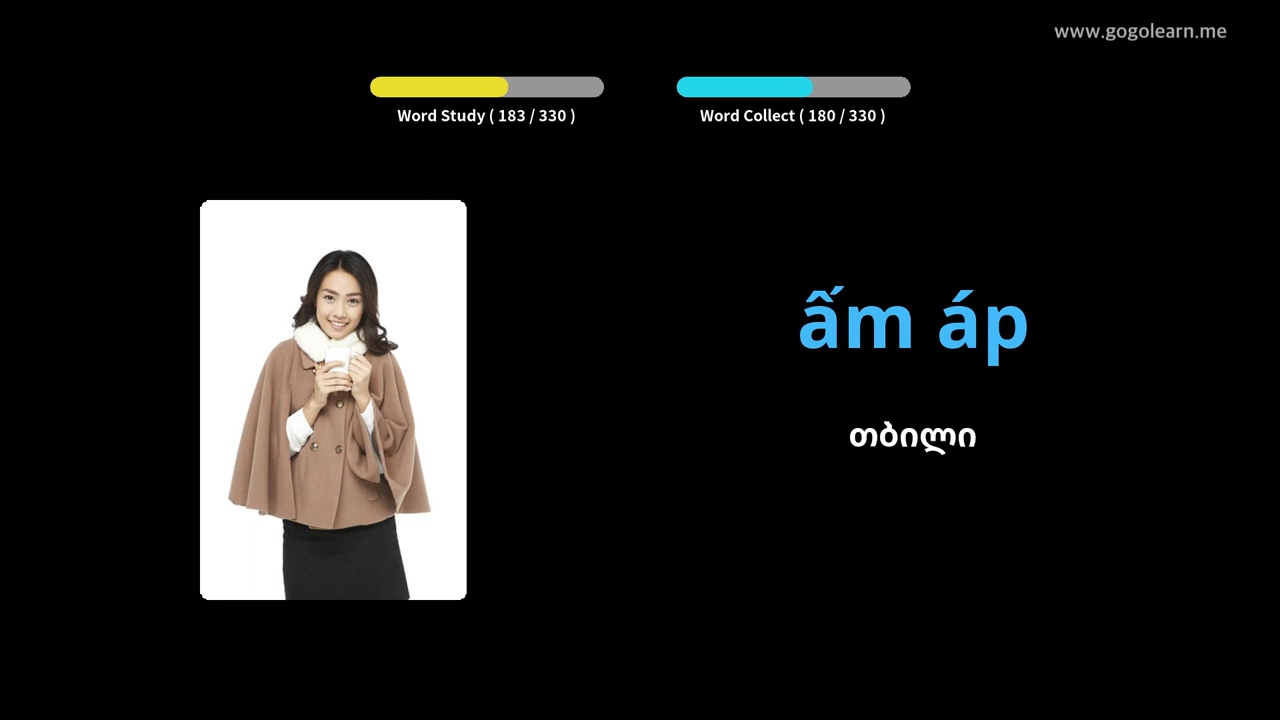 www.gogolearn.me
Word Study ( 183 / 330 )
Word Collect ( 180 / 330 )
ấm áp
თბილი